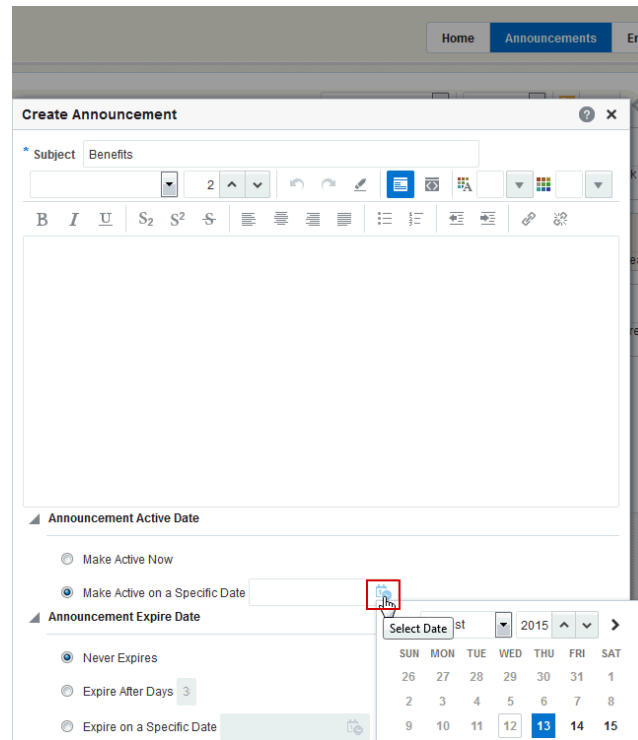 Home Announcements
Create Announcement
* Subject Benefits
2
B I U S2 S2 S
Announcement Active Date
Make Active Now
Make Active on a Specific Date
Announcement Expire Date
Select Date st 2015
Never Expires
SUN MON TUE WED THU FRI SAT
26 27 28 29 30 31 1
Expire After Days 3
2 3 4 5 6 7 8
Expire on a Specific Date
9 10 11 12 13 14 15